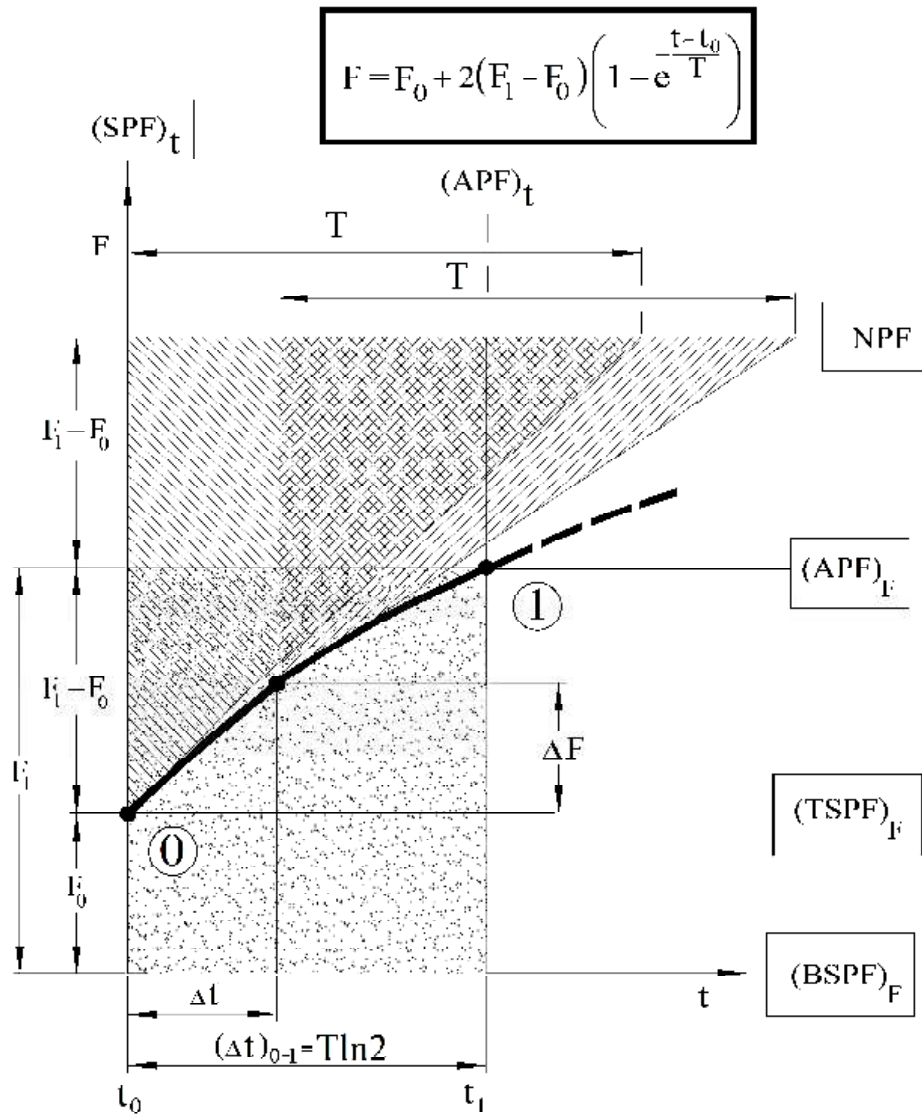 F = F₀ + 2(F₁ − F₀)(1 − e^(−(t−t₀)/T))
(SPF)t
(APF)t
F
T
T
NPF
F₁−F₀
(APF)F
1
F₁−F₀
ΔF
F₁
(TSPF)F
0
F₀
Δt
t
(BSPF)F
(Δt)₀₋₁=Tln2
t₀
t₁